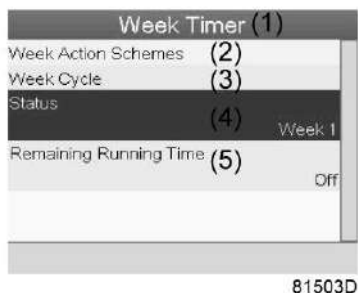 Week Timer (1)
Week Action Schemes (2)
Week Cycle (3)
Status
(4)
Week 1
Remaining Running Time (5)
Off
81503D